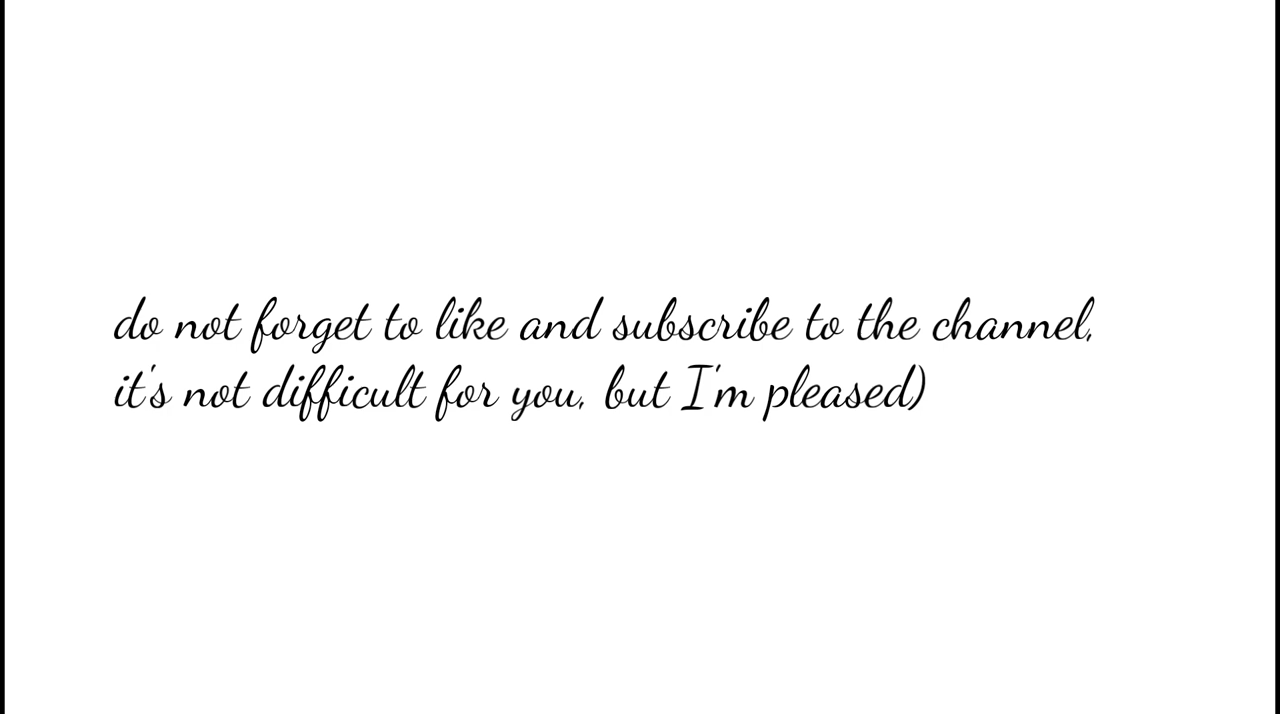 do not forget to like and subscribe to the channel,
it's not difficult for you, but I'm pleased)